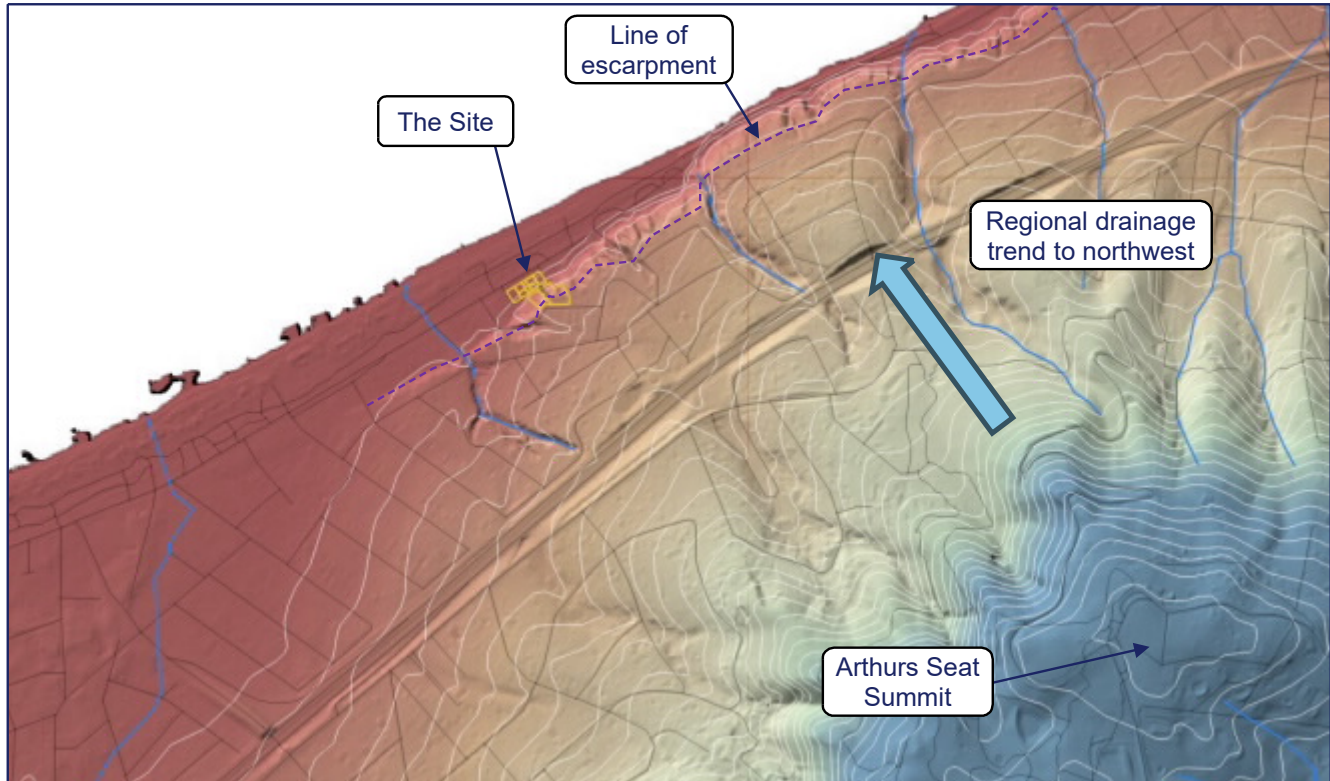 Line of
escarpment
The Site
Regional drainage
trend to northwest
Arthurs Seat
Summit